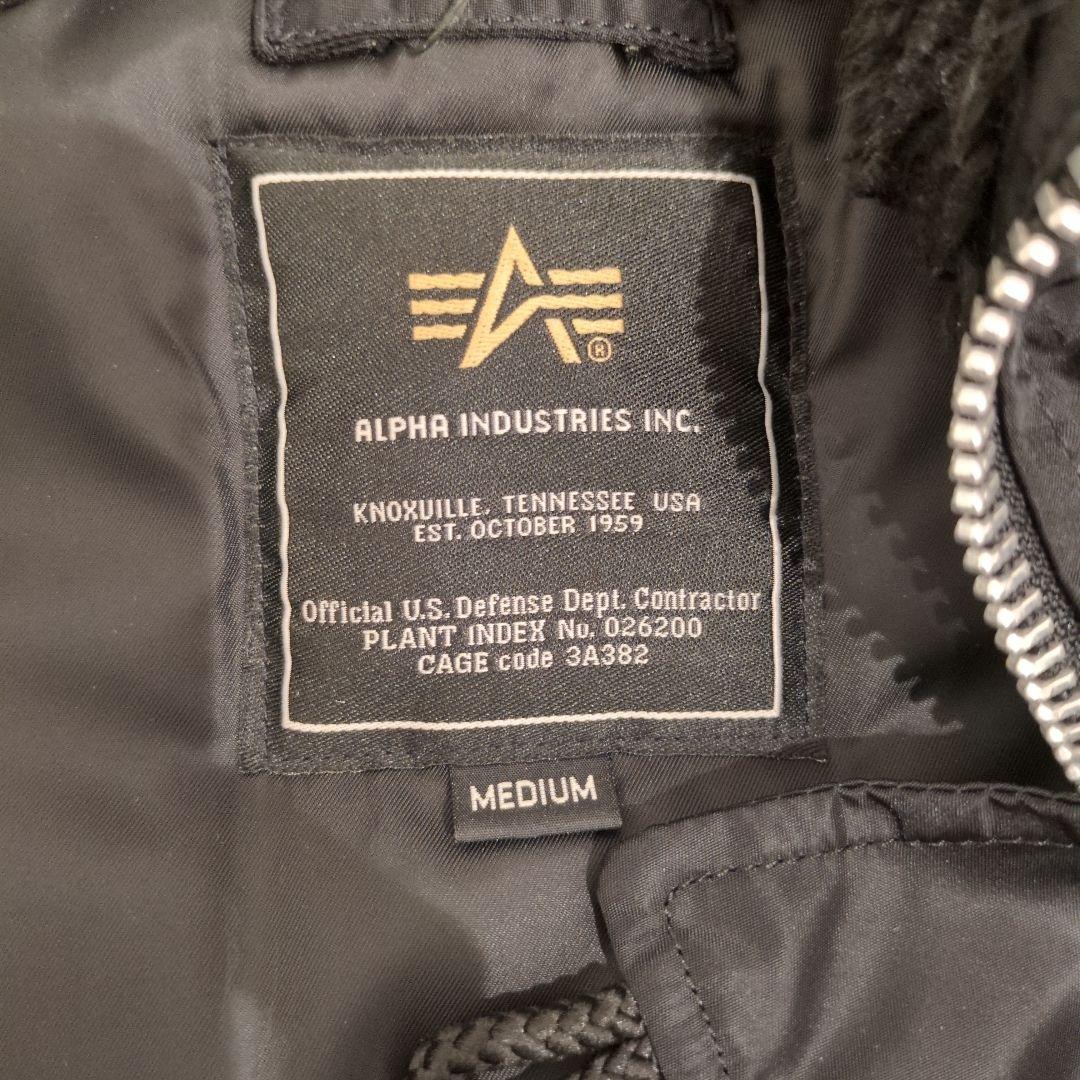 ®
ALPHA INDUSTRIES INC.
KNOXVILLE, TENNESSEE USA
EST. OCTOBER 1959
Official U.S. Defense Dept. Contractor
PLANT INDEX No. 026200
CAGE code 3A382
MEDIUM